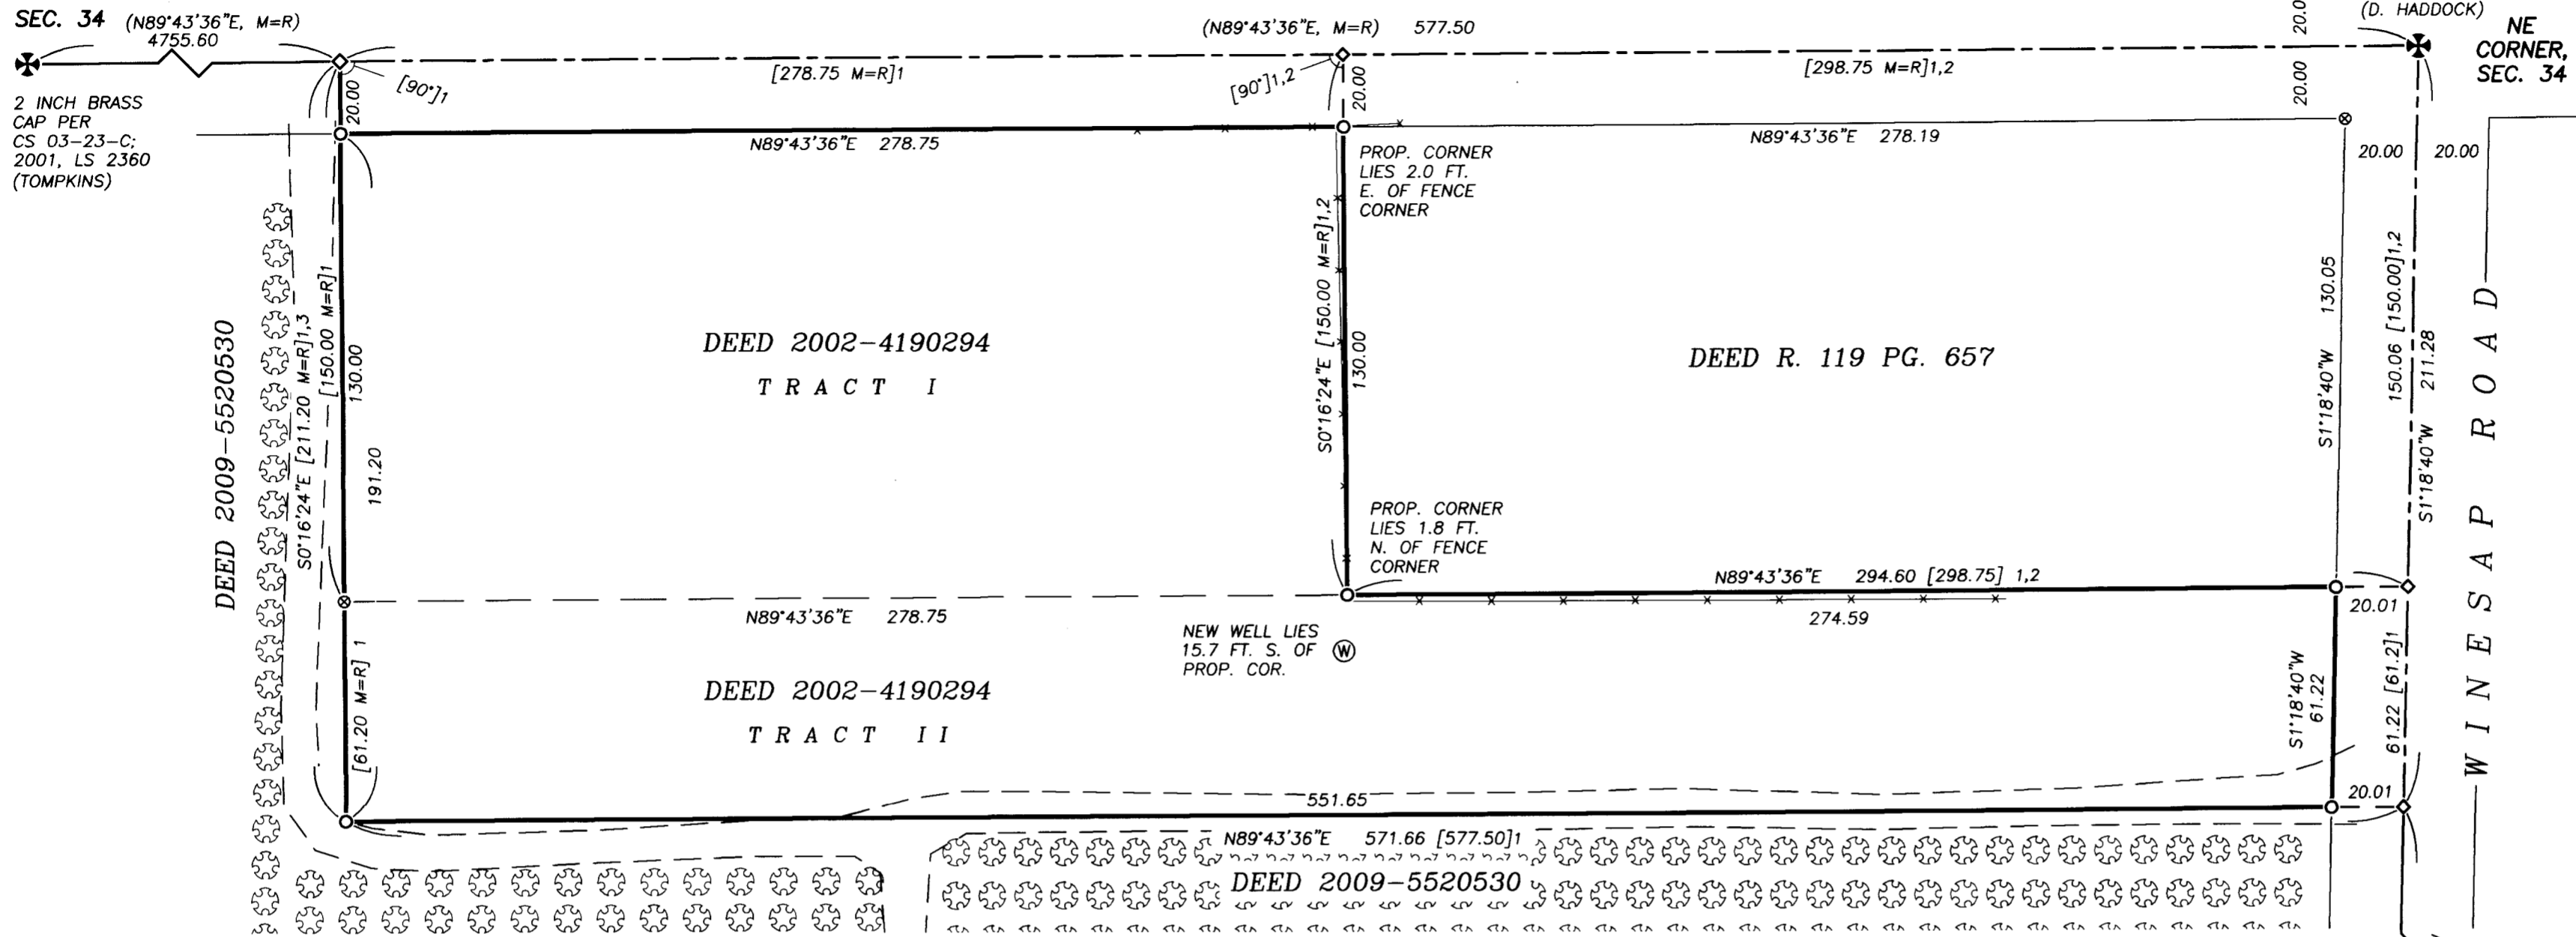 SEC. 34 (N89°43'36"E, M=R)
4755.60
(N89°43'36"E, M=R) 577.50
20.0
(D. HADDOCK)
NE
CORNER,
SEC. 34
[90°]1
[278.75 M=R]1
[90°]1,2
[298.75 M=R]1,2
2 INCH BRASS
CAP PER
CS 03-23-C;
2001, LS 2360
(TOMPKINS)
20.00
20.00
20.00
N89°43'36"E 278.75
N89°43'36"E 278.19
20.00
20.00
PROP. CORNER
LIES 2.0 FT.
E. OF FENCE
CORNER
DEED 2009-5520530
S0°16'24"E [211.20 M=R]1,3
[150.00 M=R]1
130.00
191.20
DEED 2002-4190294
TRACT I
S0°16'24"E [150.00 M=R]1,2
130.00
DEED R. 119 PG. 657
S1°18'40"W 130.05
150.06 [150.00]1,2
S1°18'40"W 211.28
WINESAP ROAD
PROP. CORNER
LIES 1.8 FT.
N. OF FENCE
CORNER
N89°43'36"E 294.60 [298.75] 1,2
N89°43'36"E 278.75
274.59
20.01
NEW WELL LIES
15.7 FT. S. OF
PROP. COR.
W
[61.20 M=R] 1
DEED 2002-4190294
TRACT II
S1°18'40"W
61.22
61.22 [61.2]1
551.65
20.01
N89°43'36"E 571.66 [577.50]1
DEED 2009-5520530